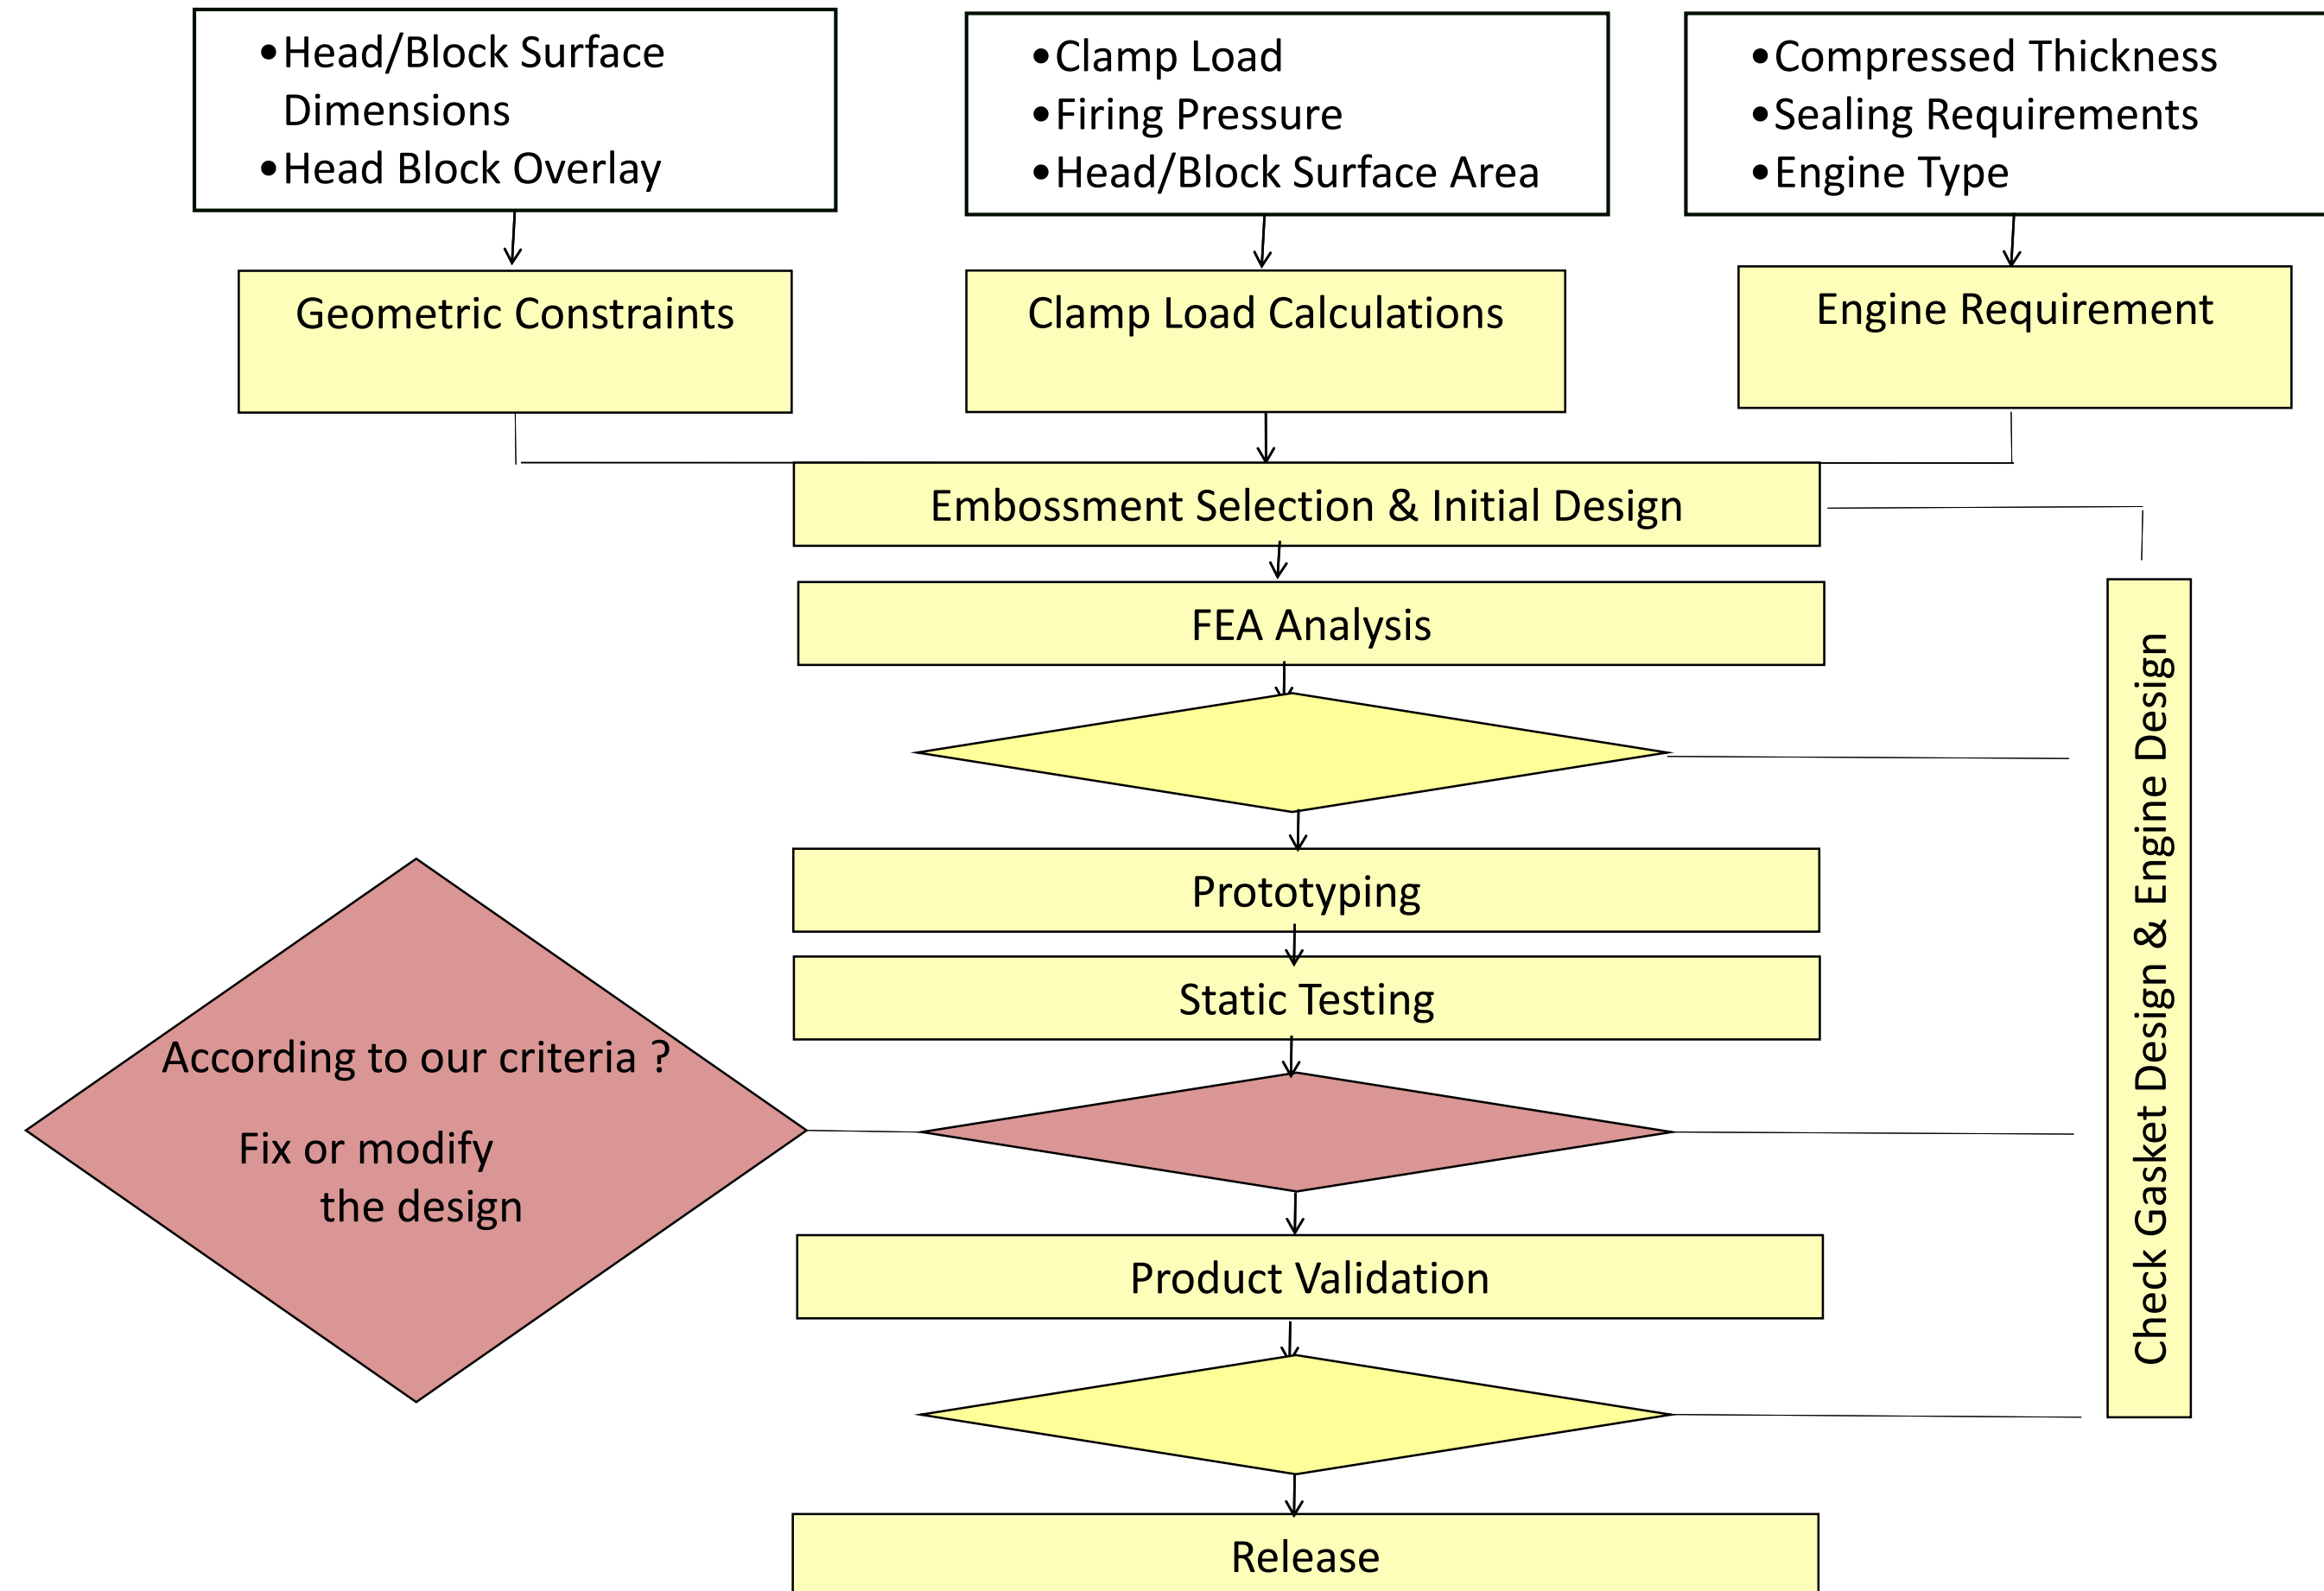 •Head/Block Surface
Dimensions
•Head Block Overlay
•Clamp Load
•Firing Pressure
•Head/Block Surface Area
•Compressed Thickness
•Sealing Requirements
•Engine Type
Geometric Constraints
Clamp Load Calculations
Engine Requirement
Embossment Selection & Initial Design
FEA Analysis
Prototyping
Static Testing
According to our criteria ?
Fix or modify
the design
Product Validation
Release
Check Gasket Design & Engine Design